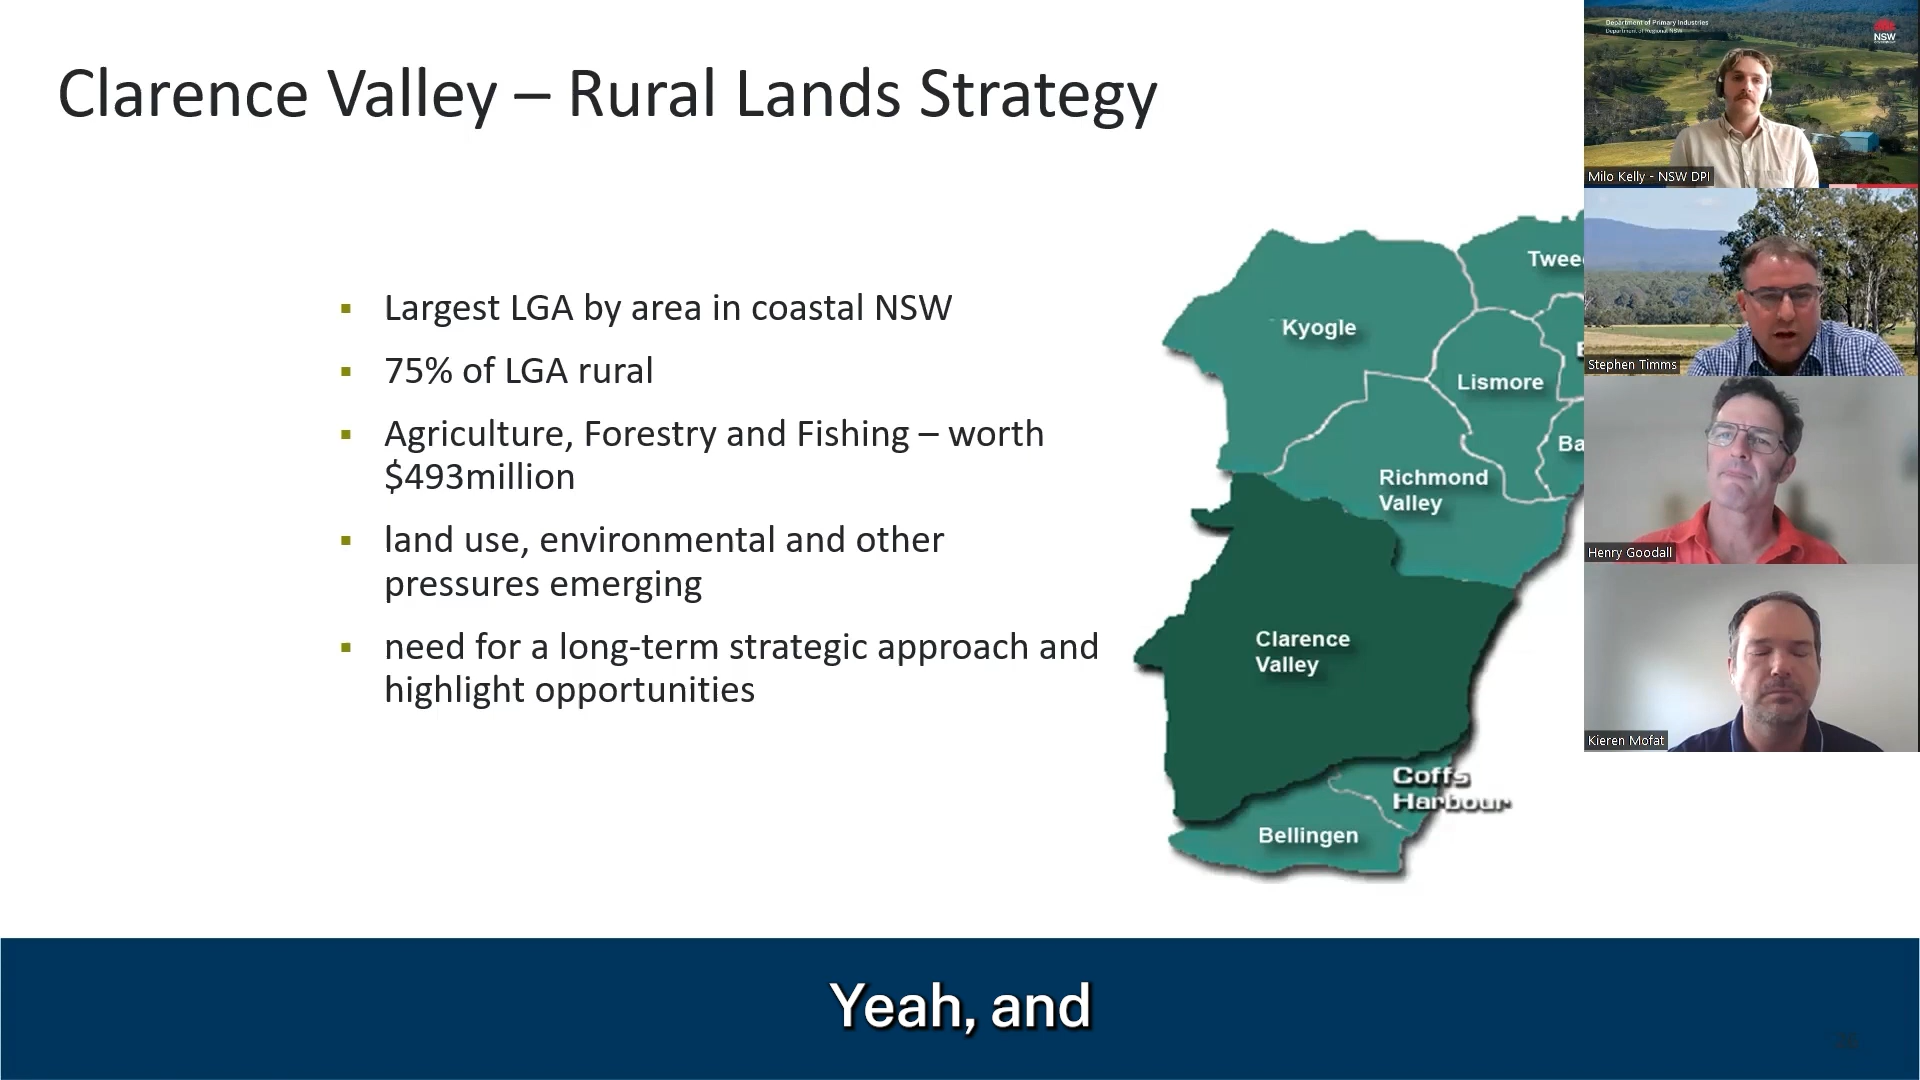 Clarence Valley – Rural Lands Strategy
Largest LGA by area in coastal NSW
75% of LGA rural
Agriculture, Forestry and Fishing – worth
$493million
land use, environmental and other
pressures emerging
need for a long-term strategic approach and
highlight opportunities
Kyogle
Lismore
Richmond
Valley
Clarence
Valley
Coffs
Harbour
Bellingen
Department of Primary Industries
Department of Regional NSW
NSW
Milo Kelly - NSW DPI
Stephen Timms
Henry Goodall
Kieren Mofat
Yeah, and